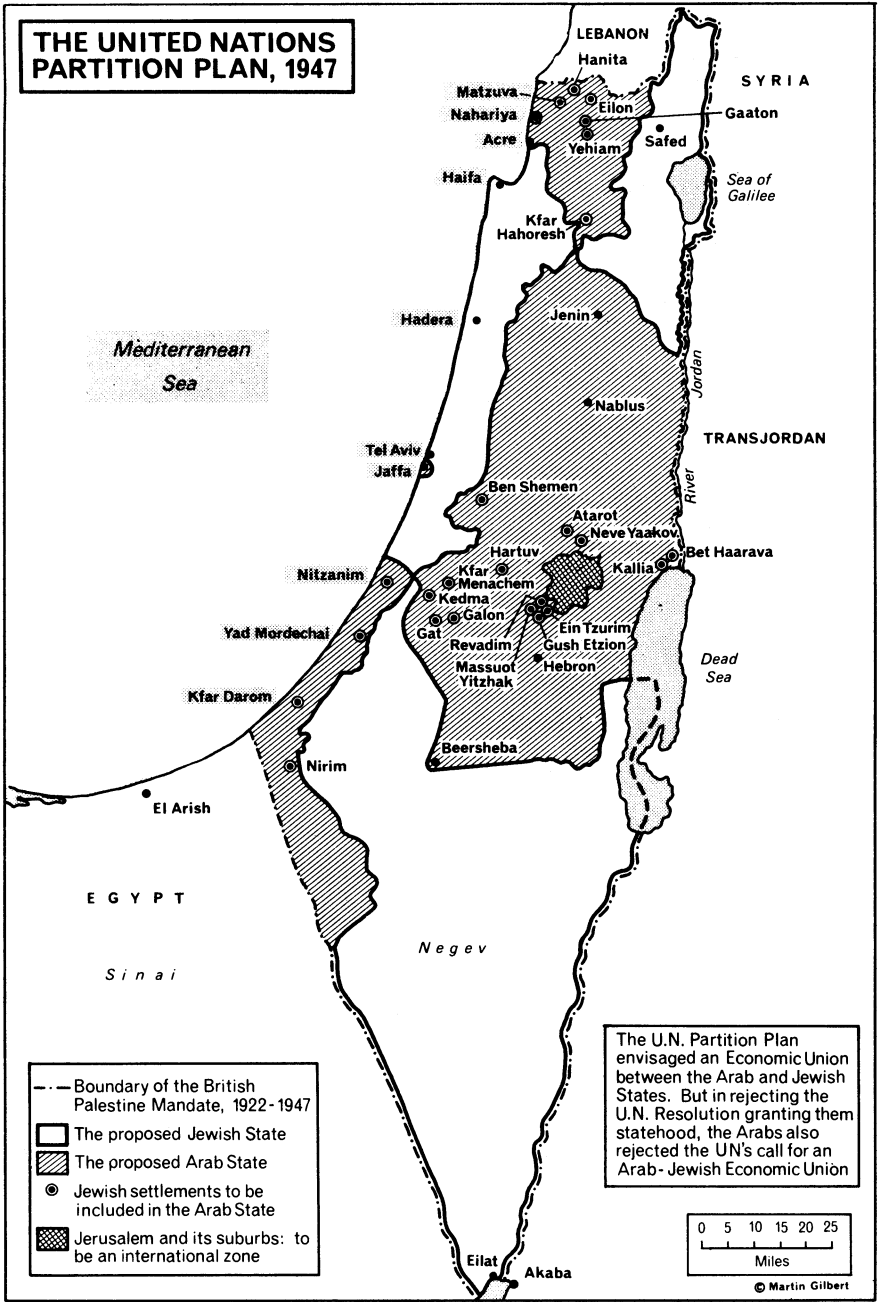 THE UNITED NATIONS
PARTITION PLAN, 1947
LEBANON
Hanita
SYRIA
Matzuva
Eilon
Nahariya
Gaaton
Acre
Yehiam
Safed
Haifa
Sea of
Galilee
Kfar
Hahoresh
Hadera
Jenin
Mediterranean
Sea
Jordan
River
Nablus
TRANSJORDAN
Tel Aviv
Jaffa
Ben Shemen
Atarot
Neve Yaakov
Hartuv
Bet Haarava
Kallia
Nitzanim
Kfar
Menachem
Kedma
Galon
Gat
Ein Tzurim
Yad Mordechai
Revadim
Gush Etzion
Massuot
Yitzhak
Hebron
Dead
Sea
Kfar Darom
Beersheba
Nirim
El Arish
EGYPT
Negev
Sinai
Boundary of the British
Palestine Mandate, 1922-1947
The proposed Jewish State
The proposed Arab State
Jewish settlements to be
included in the Arab State
Jerusalem and its suburbs: to
be an international zone
The U.N. Partition Plan
envisaged an Economic Union
between the Arab and Jewish
States. But in rejecting the
U.N. Resolution granting them
statehood, the Arabs also
rejected the UN's call for an
Arab-Jewish Economic Union
0 5 10 15 20 25
Miles
Eilat
Akaba
© Martin Gilbert